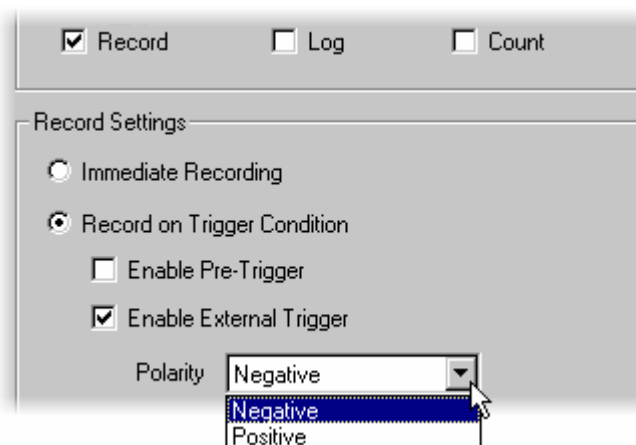 Record Log Count
Record Settings
Immediate Recording
Record on Trigger Condition
Enable Pre-Trigger
Enable External Trigger
Polarity Negative
Negative
Positive